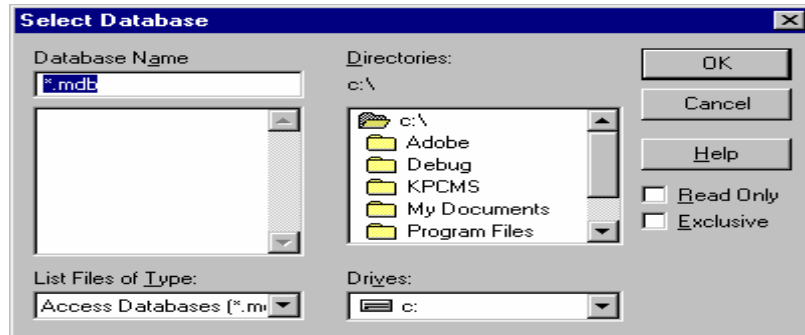 Select Database
Database Name
*.mdb
List Files of Type:
Access Databases (*.m
Directories:
c:\
c:\
Adobe
Debug
KPCMS
My Documents
Program Files
Drives:
c:
OK
Cancel
Help
Read Only
Exclusive